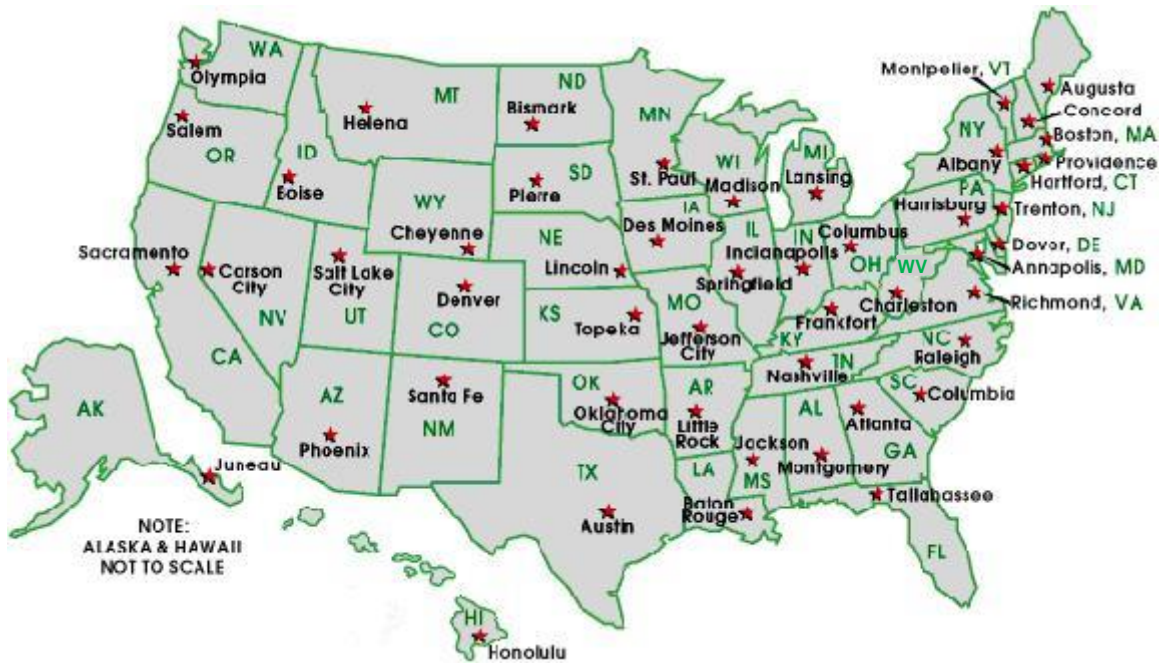 WA
Olympia
MT
ND
Helena
Bismark
MN
Montpelier, VT
Augusta
Concord
Salem
OR
ID
Boise
SD
Pierre
St. Paul
WI
Madison
MI
Lansing
NY
Albany
Boston, MA
Providence
Hartford, CT
WY
Cheyenne
NE
Lincoln
IA
Des Moines
IL
Springfield
IN
Indianapolis
Columbus
OH
PA
Harrisburg
Trenton, NJ
Dover, DE
Annapolis, MD
WV
Charleston
Richmond, VA
Sacramento
Carson
City
NV
Salt Lake
City
UT
Denver
CO
KS
Topeka
MO
Jefferson
City
Frankfort
KY
CA
AZ
Phoenix
Santa Fe
NM
OK
Oklahoma
City
AR
Little
Rock
Nashville
TN
NC
Raleigh
SC
Columbia
AL
Montgomery
Atlanta
GA
Jackson
MS
LA
Baton
Rouge
TX
Austin
Tallahassee
FL
AK
Juneau
NOTE:
ALASKA & HAWAII
NOT TO SCALE
HI
Honolulu